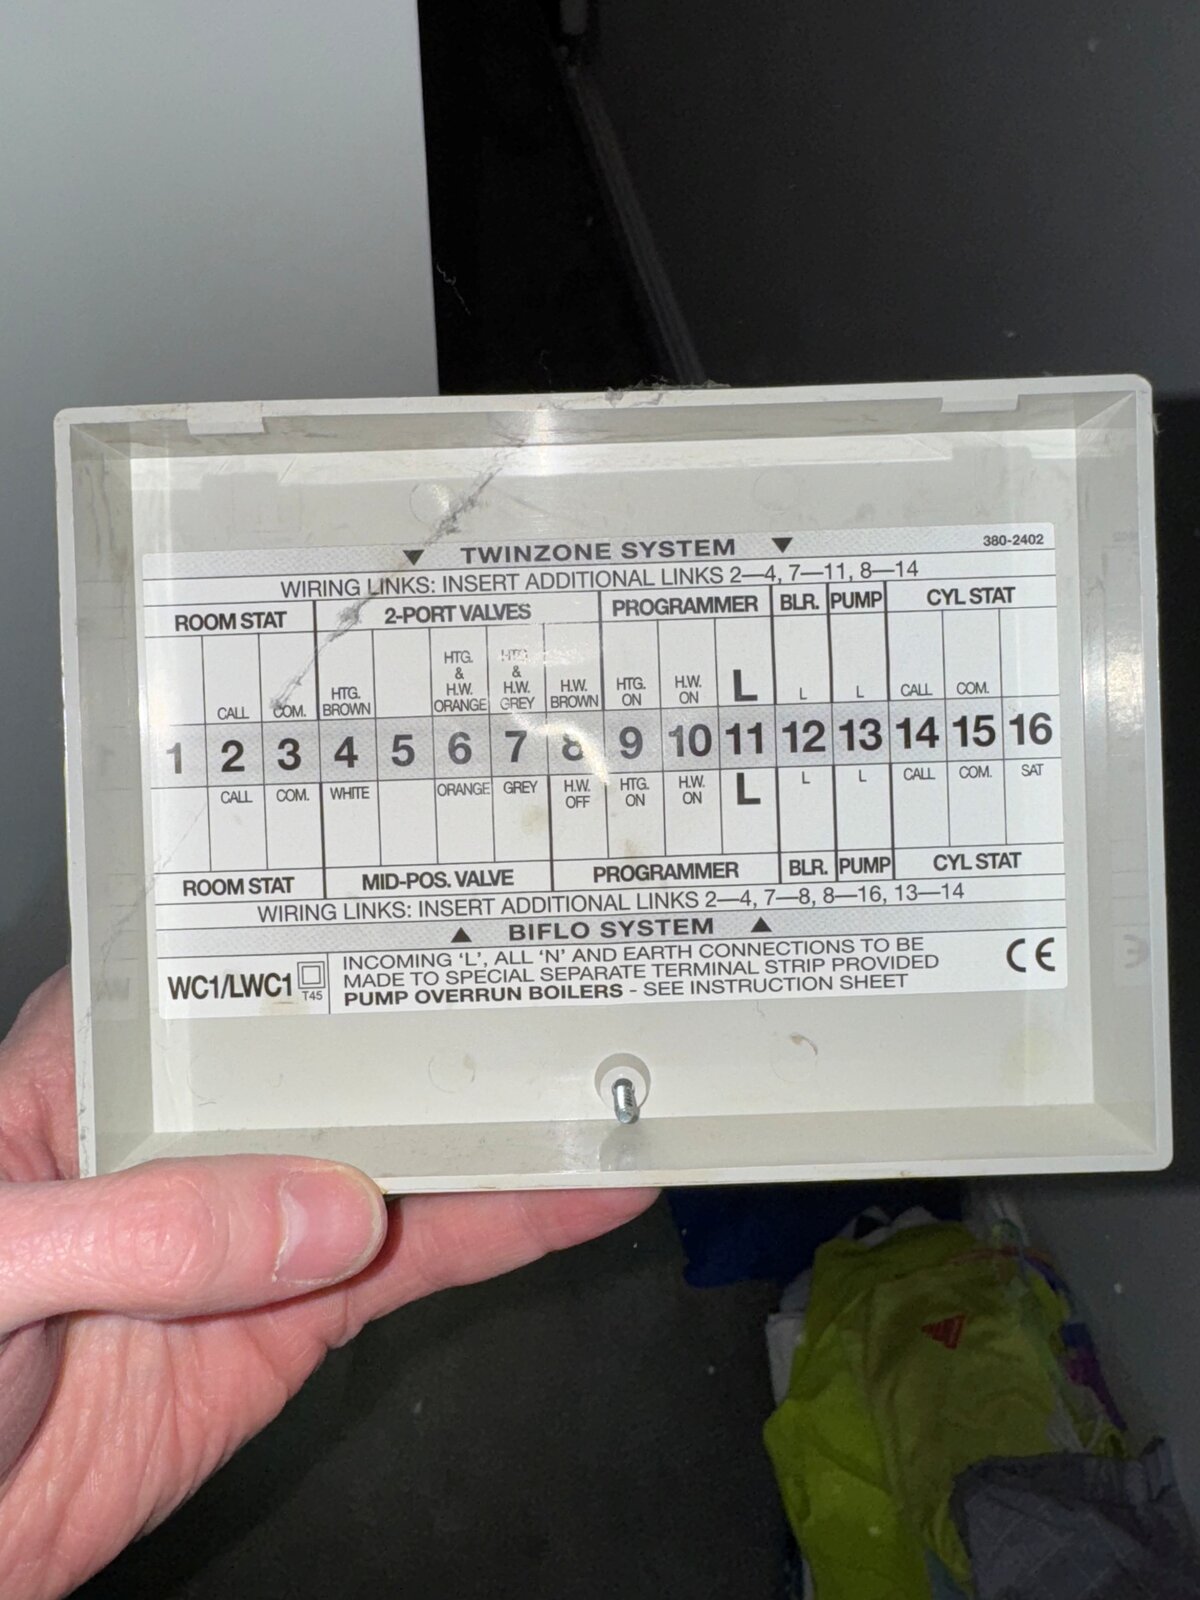 TWINZONE SYSTEM 380-2402
WIRING LINKS: INSERT ADDITIONAL LINKS 2—4, 7—11, 8—14
ROOM STAT 2-PORT VALVES PROGRAMMER BLR. PUMP CYL STAT
CALL COM. HTG. BROWN HTG. & H.W. ORANGE HTG. & H.W. GREY H.W. BROWN HTG. ON H.W. ON L L L CALL COM.
1 2 3 4 5 6 7 8 9 10 11 12 13 14 15 16
CALL COM. WHITE ORANGE GREY H.W. OFF HTG. ON H.W. ON L L L CALL COM. SAT
ROOM STAT MID-POS. VALVE PROGRAMMER BLR. PUMP CYL STAT
WIRING LINKS: INSERT ADDITIONAL LINKS 2—4, 7—8, 8—16, 13—14
BIFLO SYSTEM
WC1/LWC1 T45
INCOMING 'L', ALL 'N' AND EARTH CONNECTIONS TO BE
MADE TO SPECIAL SEPARATE TERMINAL STRIP PROVIDED
PUMP OVERRUN BOILERS - SEE INSTRUCTION SHEET
CE